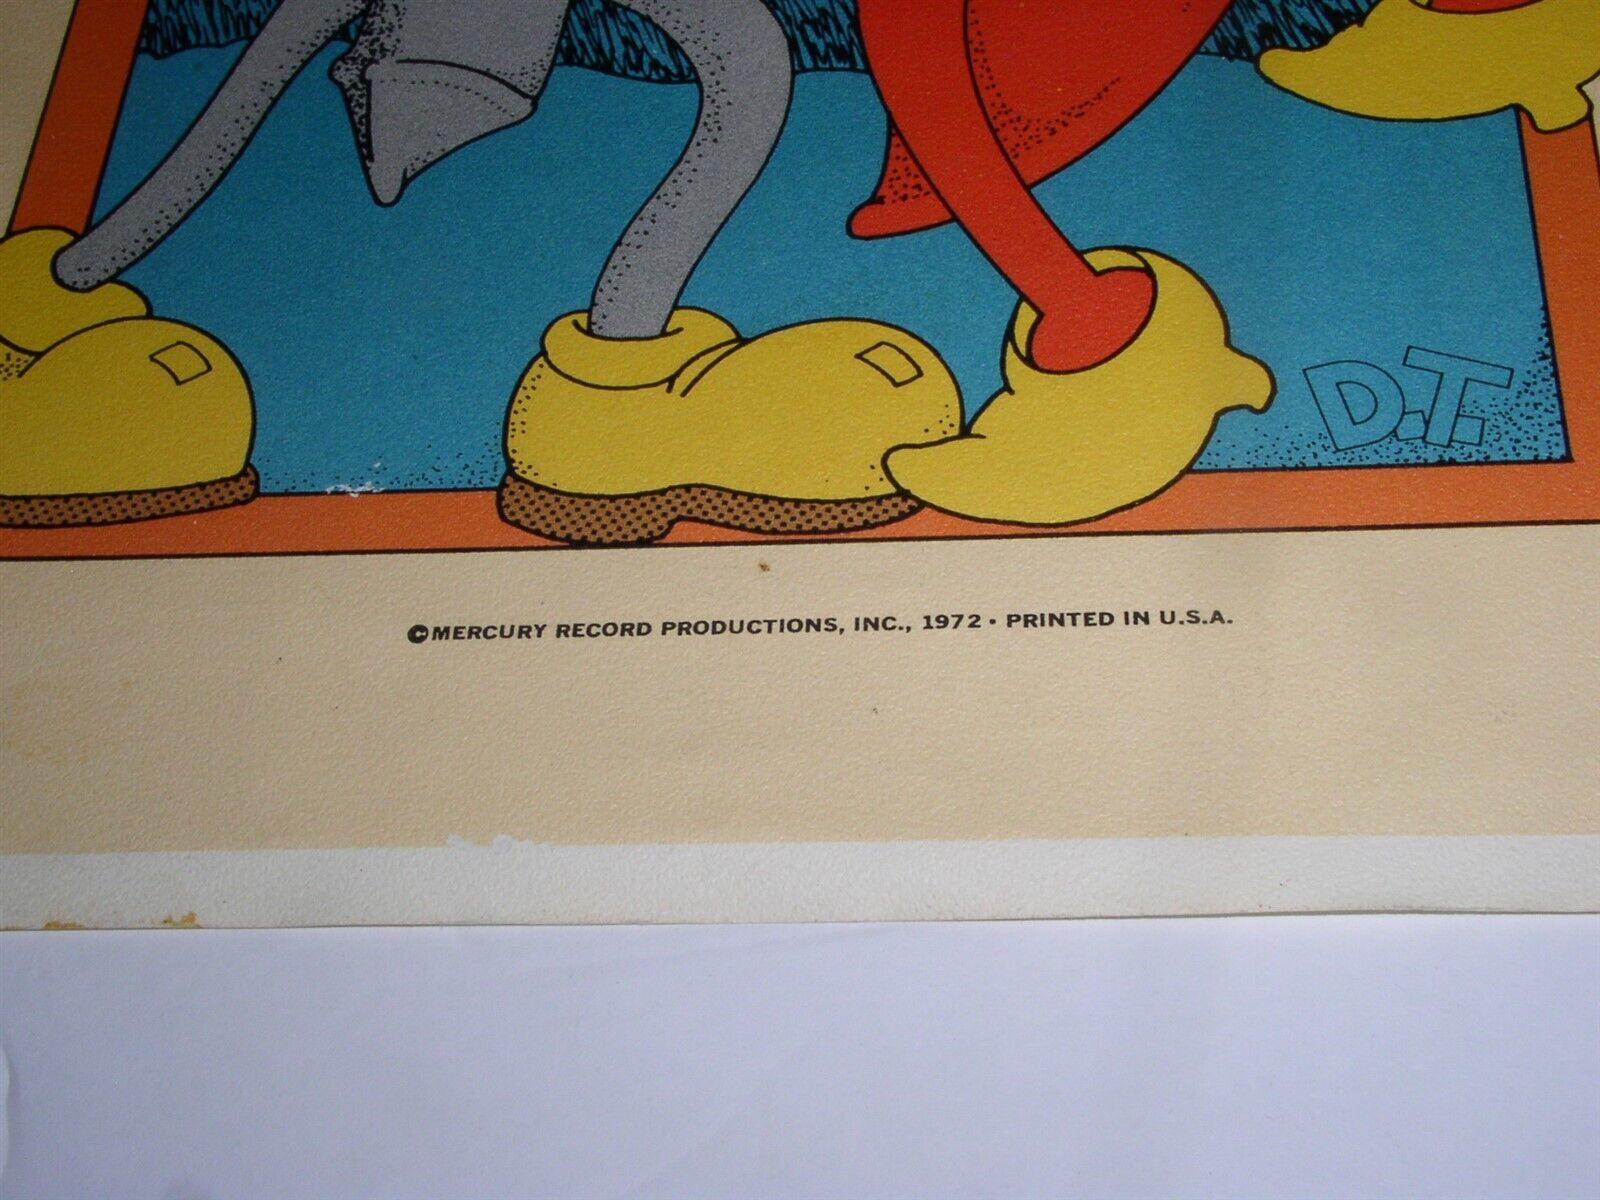 D.T.
©MERCURY RECORD PRODUCTIONS, INC., 1972 • PRINTED IN U.S.A.